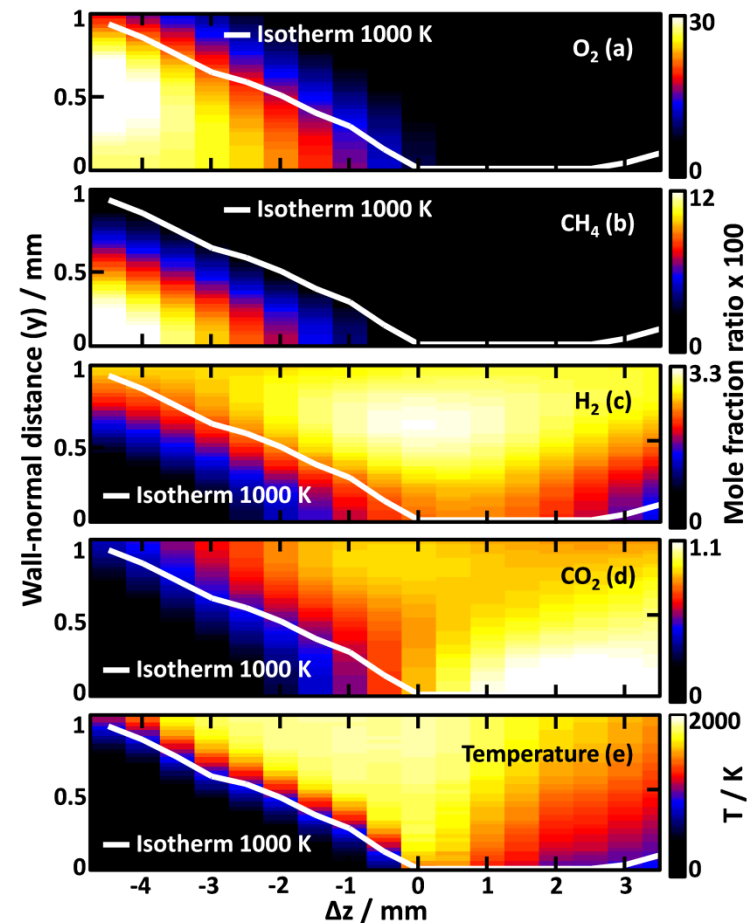 1
0.5
0
Isotherm 1000 K
O₂ (a)
30
0
1
0.5
0
Isotherm 1000 K
CH₄ (b)
12
0
1
0.5
0
Isotherm 1000 K
H₂ (c)
3.3
0
1
0.5
0
Isotherm 1000 K
CO₂ (d)
1.1
0
1
0.5
0
Isotherm 1000 K
Temperature (e)
2000
0
Wall-normal distance (y) / mm
Mole fraction ratio x 100
T / K
-4 -3 -2 -1 0 1 2 3
Δz / mm